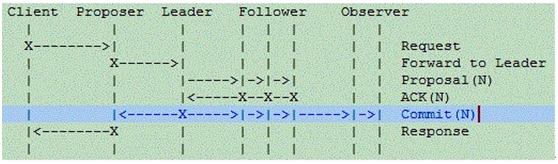 Client Proposer Leader Follower Observer
| | | | | | | |
X-------->| | | | | | | Request
| X------>| | | | | | Forward to Leader
| | |----->|->|->| | | Proposal(N)
| | |<-----X--X--X | | ACK(N)
| |<------X----->|->|->|----->|->| Commit(N)
|<--------X | | | | | | Response
| | | | | | | |